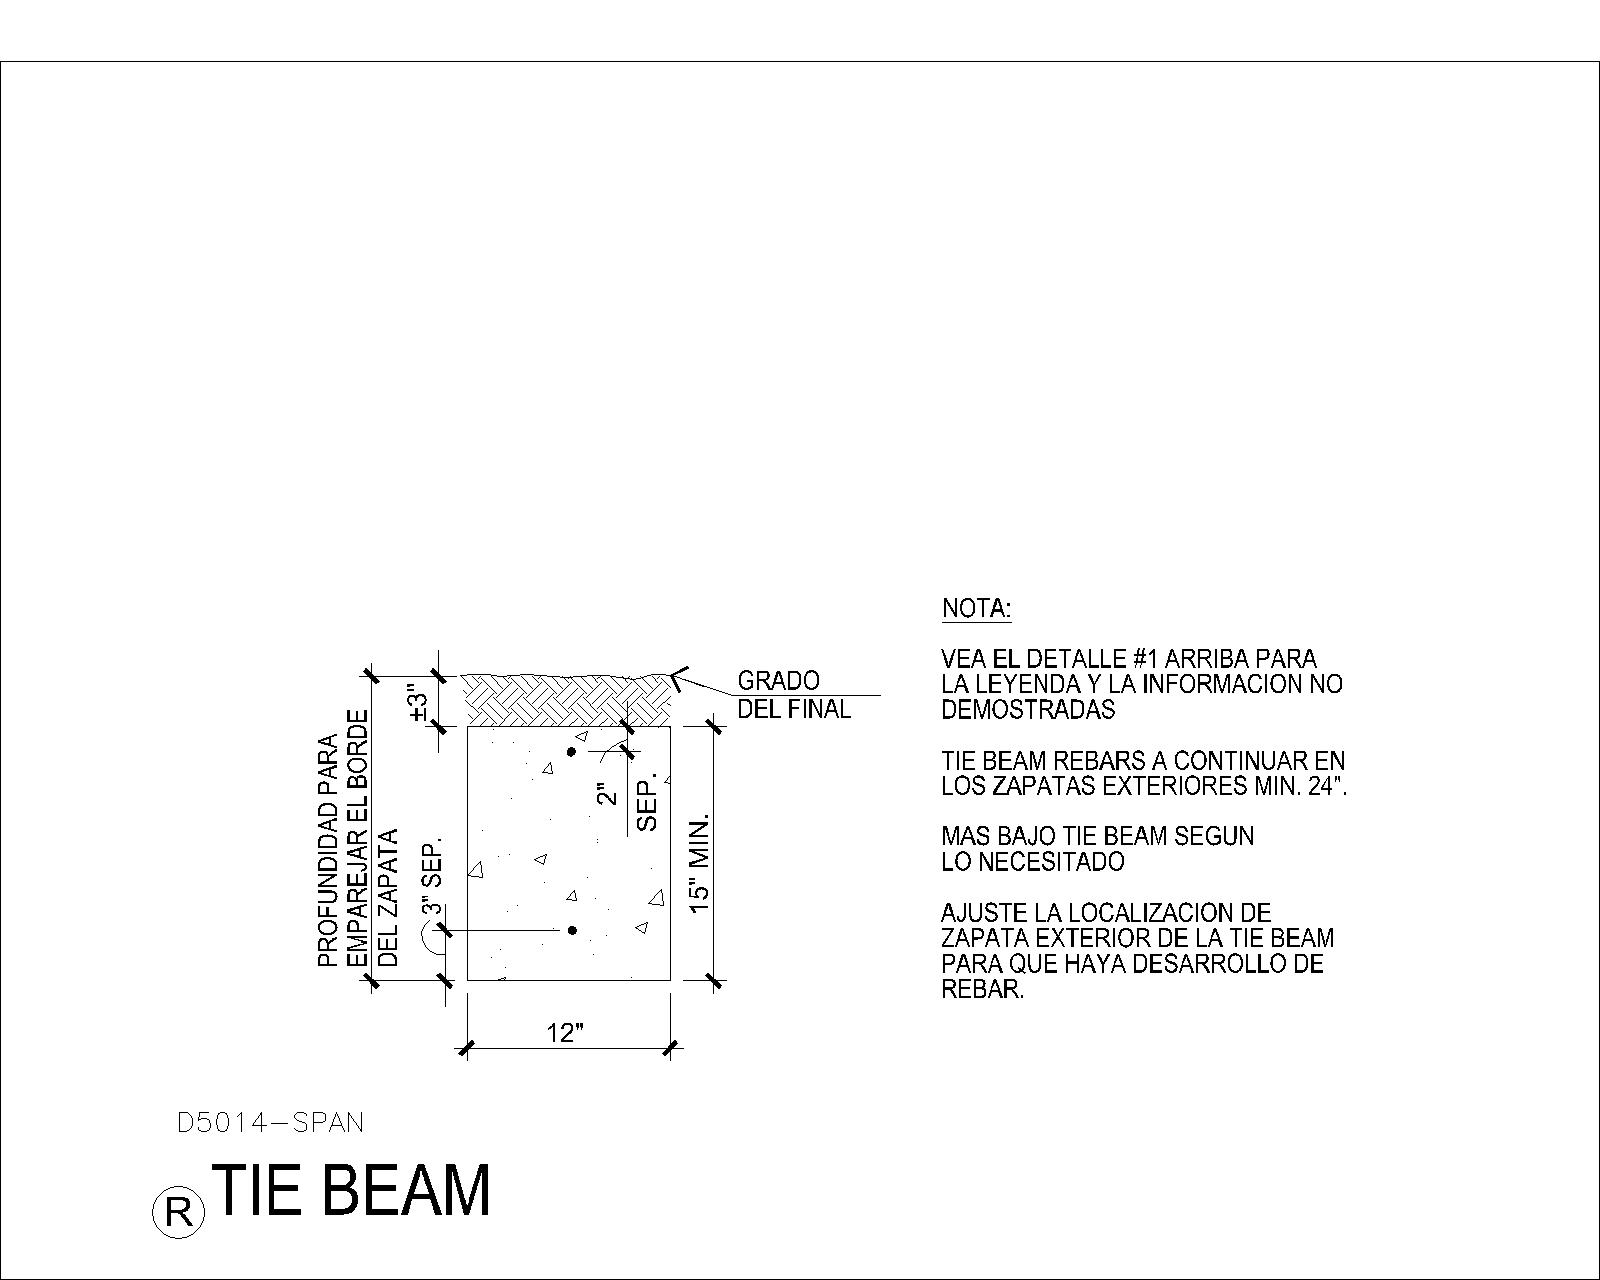 NOTA:
VEA EL DETALLE #1 ARRIBA PARA
LA LEYENDA Y LA INFORMACION NO
DEMOSTRADAS
TIE BEAM REBARS A CONTINUAR EN
LOS ZAPATAS EXTERIORES MIN. 24".
MAS BAJO TIE BEAM SEGUN
LO NECESITADO
AJUSTE LA LOCALIZACION DE
ZAPATA EXTERIOR DE LA TIE BEAM
PARA QUE HAYA DESARROLLO DE
REBAR.
GRADO
DEL FINAL
±3"
PROFUNDIDAD PARA
EMPAREJAR EL BORDE
DEL ZAPATA
3" SEP.
2"
SEP.
15" MIN.
12"
D5014-SPAN
R TIE BEAM